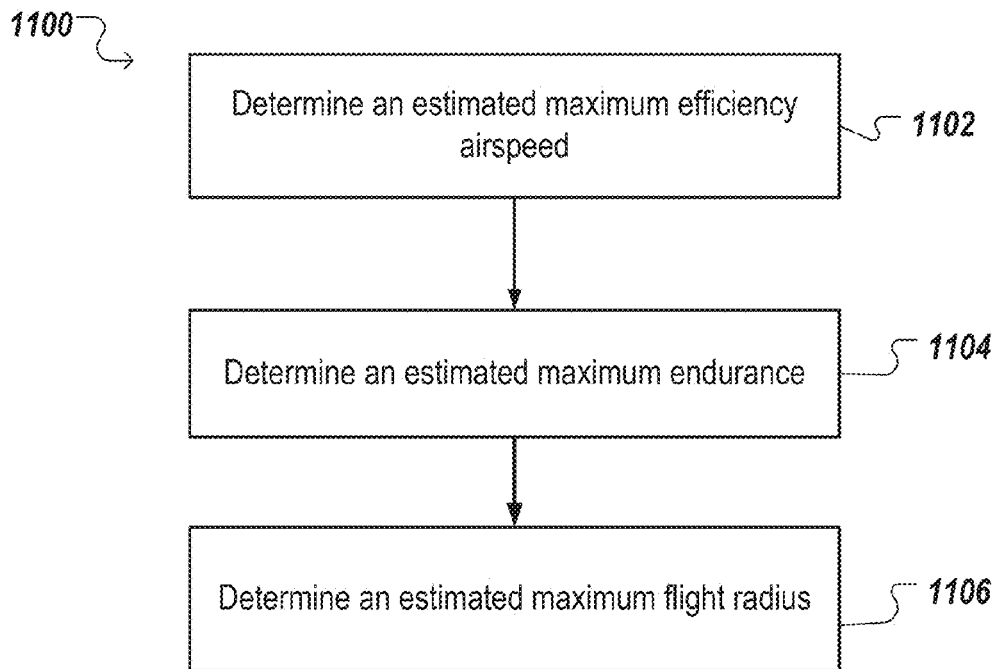 1100
Determine an estimated maximum efficiency
airspeed
1102
Determine an estimated maximum endurance
1104
Determine an estimated maximum flight radius
1106